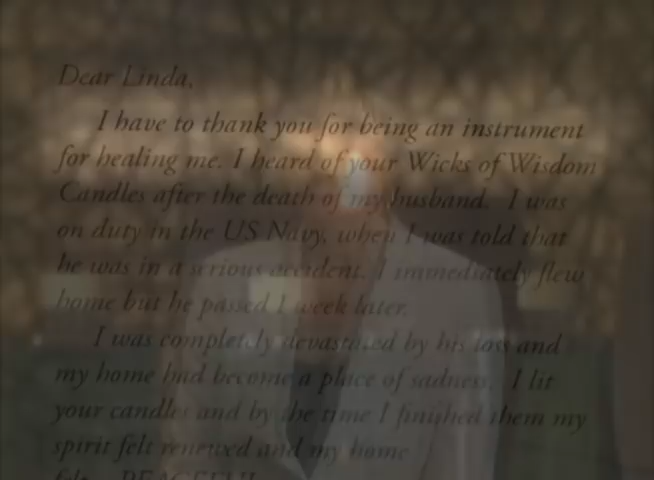 Dear Linda,
I have to thank you for being an instrument
for healing me. I heard of your Wicks of Wisdom
Candles after the death of my husband. I was
on duty in the US Navy, when I was told that
he was in a serious accident. I immediately flew
home but he passed 1 week later.
I was completely devastated by his loss and
my home had become a place of sadness. I lit
your candles and by the time I finished them my
spirit felt renewed and my home
felt PEACEFUL